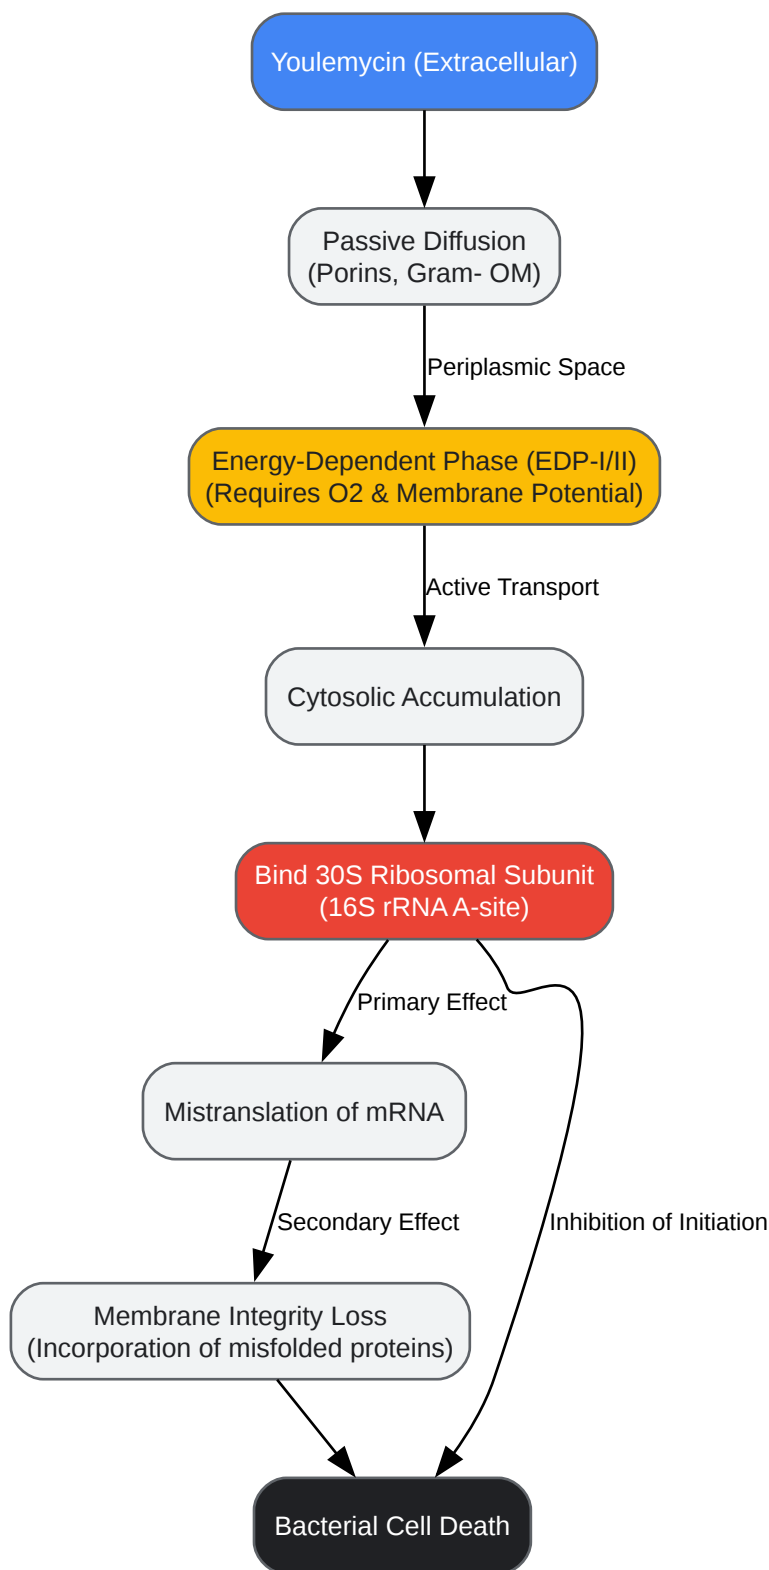 Youlemycin (Extracellular)
Passive Diffusion
(Porins, Gram- OM)
Periplasmic Space
Energy-Dependent Phase (EDP-I/II)
(Requires O2 & Membrane Potential)
Active Transport
Cytosolic Accumulation
Bind 30S Ribosomal Subunit
(16S rRNA A-site)
Primary Effect
Mistranslation of mRNA
Secondary Effect
Inhibition of Initiation
Membrane Integrity Loss
(Incorporation of misfolded proteins)
Bacterial Cell Death